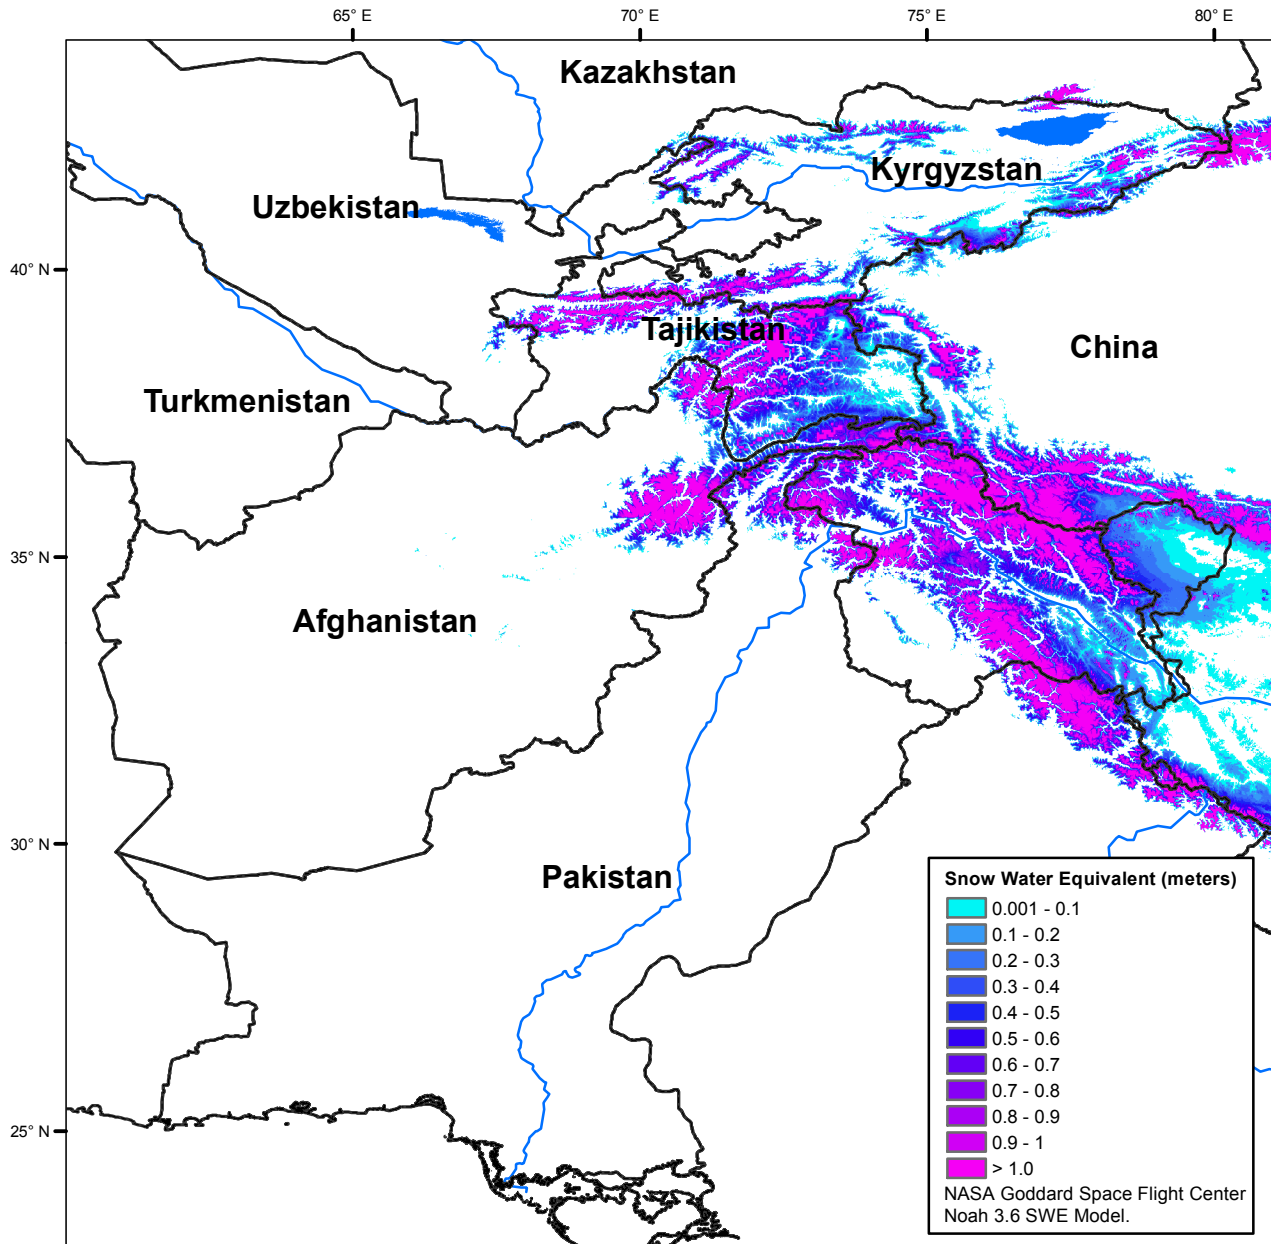 65° E
70° E
75° E
80° E
Kazakhstan
Kyrgyzstan
Uzbekistan
40° N
Tajikistan
China
Turkmenistan
35° N
Afghanistan
30° N
Pakistan
25° N
Snow Water Equivalent (meters)
0.001 - 0.1
0.1 - 0.2
0.2 - 0.3
0.3 - 0.4
0.4 - 0.5
0.5 - 0.6
0.6 - 0.7
0.7 - 0.8
0.8 - 0.9
0.9 - 1
> 1.0
NASA Goddard Space Flight Center
Noah 3.6 SWE Model.